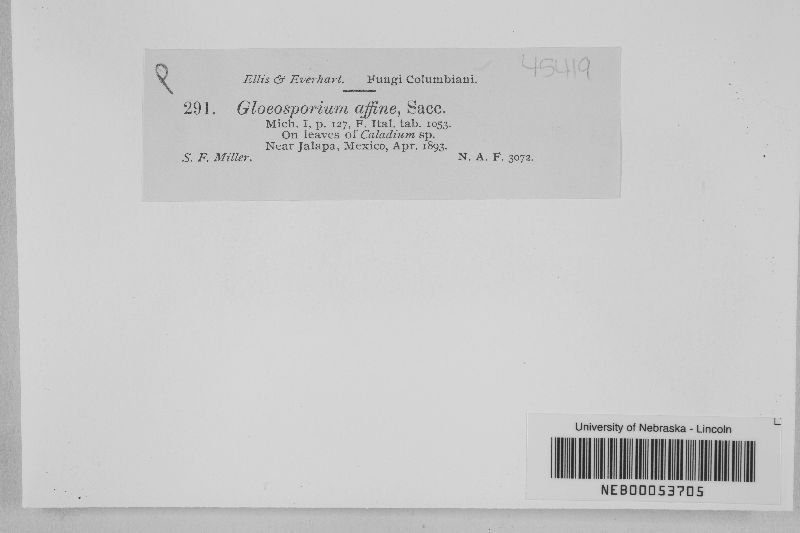 45419
Ellis & Everhart. Fungi Columbiani.
291. Gloeosporium affine, Sacc.
Mich. I, p. 127, F. Ital. tab. 1053.
On leaves of Caladium sp.
Near Jalapa, Mexico, Apr. 1893.
S. F. Miller. N. A. F. 3072.
University of Nebraska - Lincoln
NEB00053705